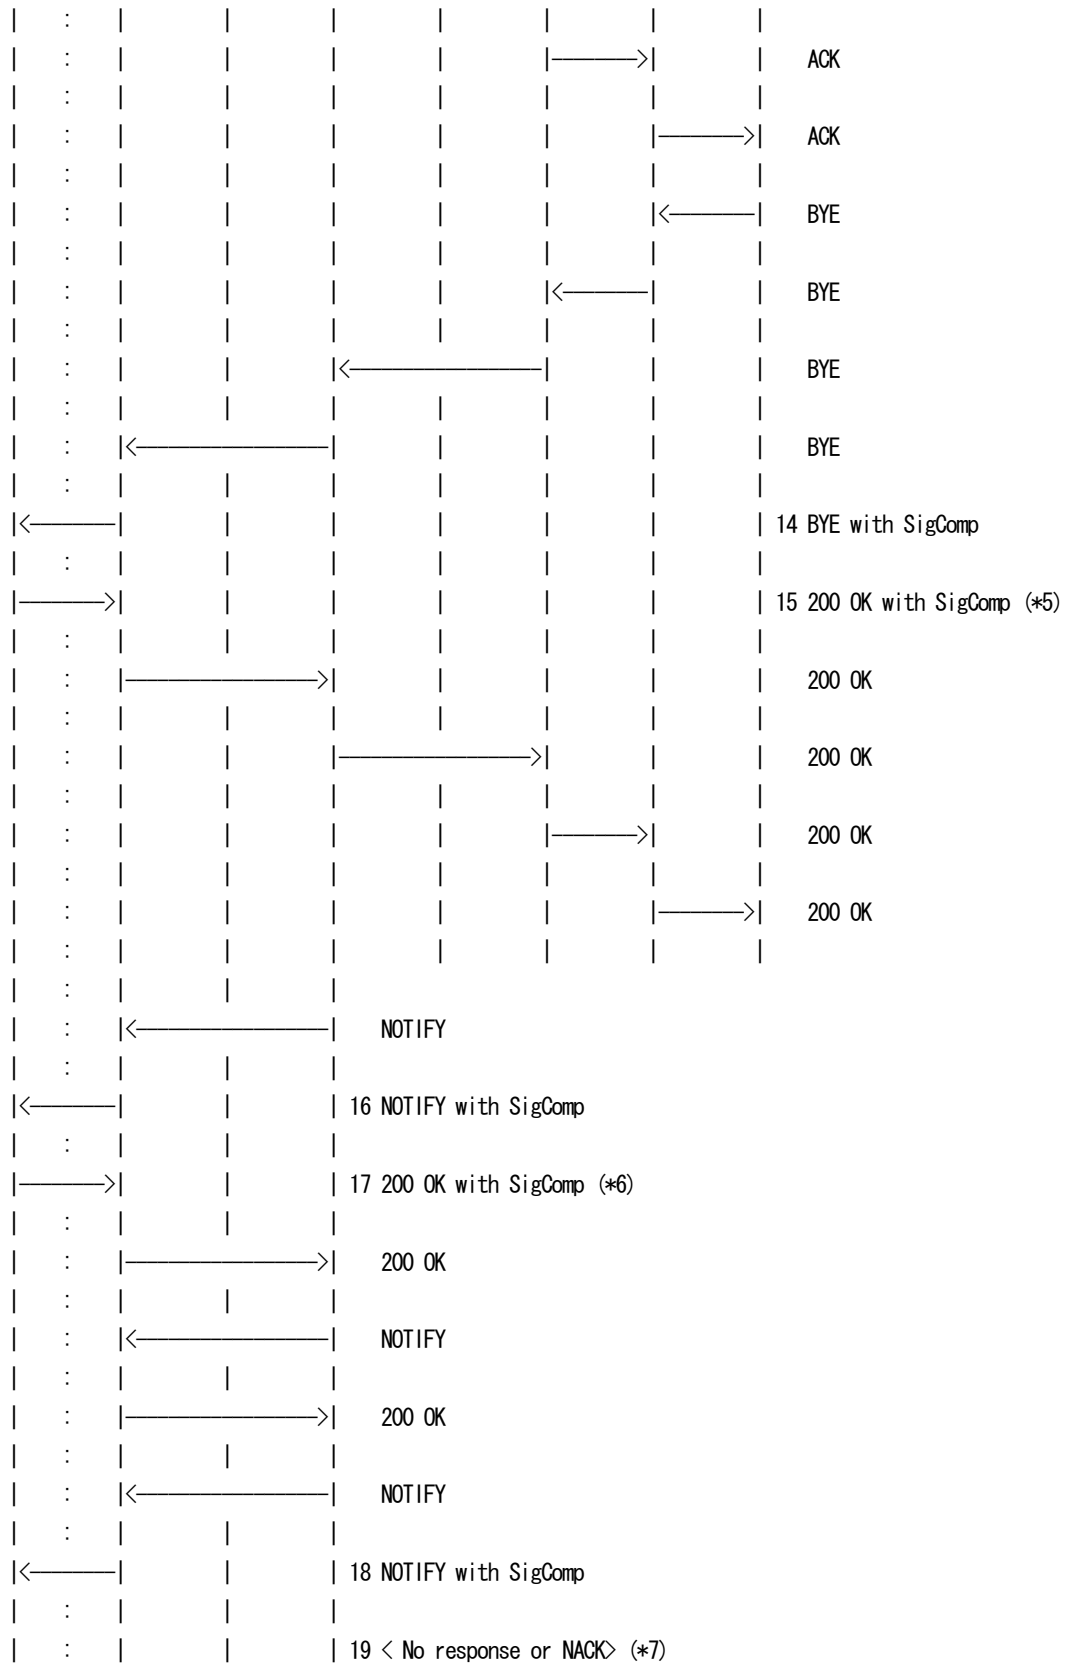 ACK
ACK
BYE
BYE
BYE
BYE
14 BYE with SigComp
15 200 OK with SigComp (*5)
200 OK
200 OK
200 OK
200 OK
NOTIFY
16 NOTIFY with SigComp
17 200 OK with SigComp (*6)
200 OK
NOTIFY
200 OK
NOTIFY
18 NOTIFY with SigComp
19 < No response or NACK> (*7)